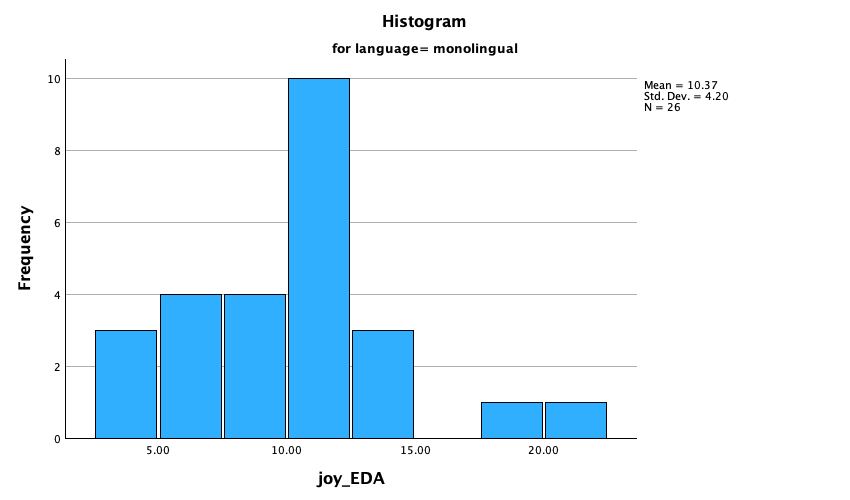 Histogram
for language= monolingual
Mean = 10.37
Std. Dev. = 4.20
N = 26
10
8
6
4
2
0
Frequency
5.00 10.00 15.00 20.00
joy_EDA